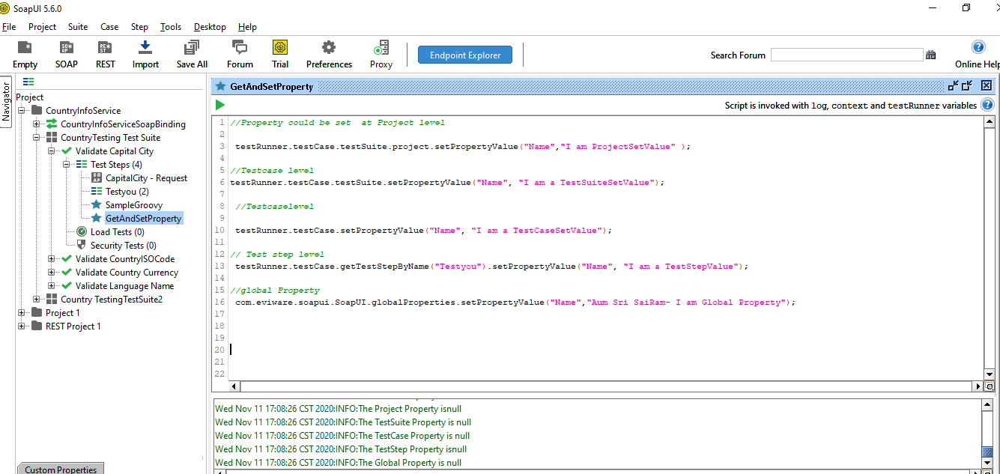 SoapUI 5.6.0
File Project Suite Case Step Tools Desktop Help
Empty SOAP REST Import Save All Forum Trial Preferences Proxy Endpoint Explorer Search Forum Online Help
Navigator
Project
CountryInfoService
CountryInfoServiceSoapBinding
CountryTesting Test Suite
Validate Capital City
Test Steps (4)
CapitalCity - Request
Testyou (2)
SampleGroovy
GetAndSetProperty
Load Tests (0)
Security Tests (0)
Validate CountryISOCode
Validate Country Currency
Validate Language Name
Country TestingTestSuite2
Project 1
REST Project 1
Custom Properties
GetAndSetProperty
Script is invoked with log, context and testRunner variables
1 //Property could be set  at Project level
2
3 testRunner.testCase.testSuite.project.setPropertyValue("Name","I am ProjectSetValue" );
4
5 //Testcase level
6 testRunner.testCase.testSuite.setPropertyValue("Name", "I am a TestSuiteSetValue");
7
8 //Testcaselevel
9
10 testRunner.testCase.setPropertyValue("Name", "I am a TestCaseSetValue");
11
12 // Test step level
13 testRunner.testCase.getTestStepByName("Testyou").setPropertyValue("Name", "I am a TestStepValue");
14
15 //global Property
16 com.eviware.soapui.SoapUI.globalProperties.setPropertyValue("Name","Aum Sri SaiRam- I am Global Property");
17
18
19
20
21
22
Wed Nov 11 17:08:26 CST 2020:INFO:The Project Property isnull
Wed Nov 11 17:08:26 CST 2020:INFO:The TestSuite Property is null
Wed Nov 11 17:08:26 CST 2020:INFO:The TestCase Property is null
Wed Nov 11 17:08:26 CST 2020:INFO:The TestStep Property isnull
Wed Nov 11 17:08:26 CST 2020:INFO:The Global Property is null